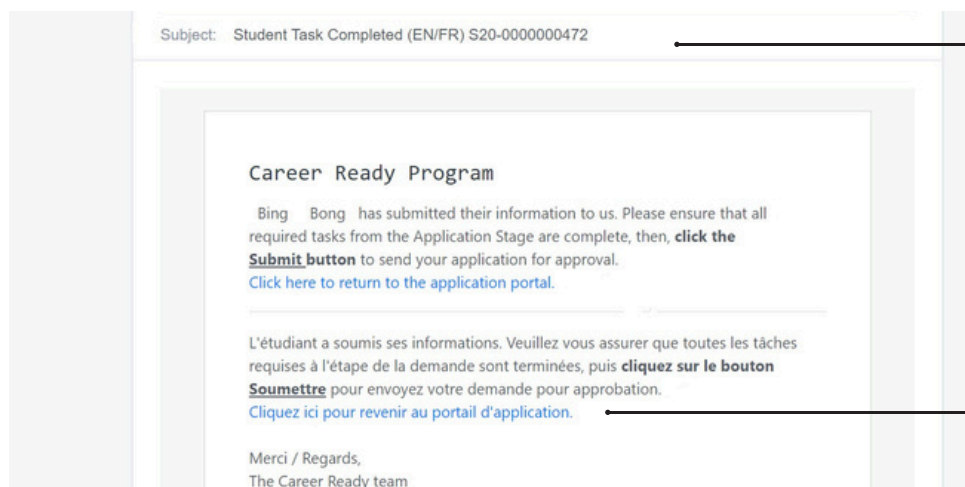 Subject: Student Task Completed (EN/FR) S20-0000000472
Career Ready Program
Bing Bong has submitted their information to us. Please ensure that all
required tasks from the Application Stage are complete, then, click the
Submit button to send your application for approval.
Click here to return to the application portal.
L'étudiant a soumis ses informations. Veuillez vous assurer que toutes les tâches
requises à l'étape de la demande sont terminées, puis cliquez sur le bouton
Soumettre pour envoyez votre demande pour approbation.
Cliquez ici pour revenir au portail d'application.
Merci / Regards,
The Career Ready team